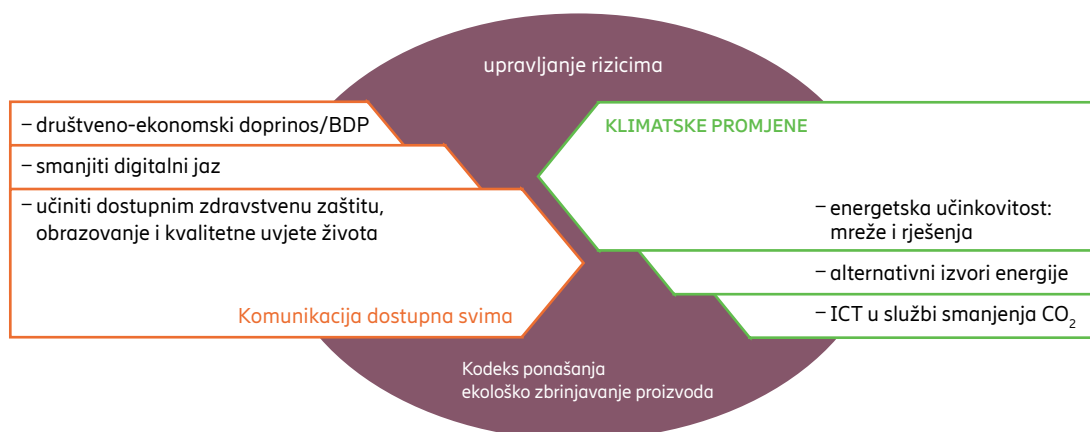 upravljanje rizicima
– društveno-ekonomski doprinos/BDP
– smanjiti digitalni jaz
– učiniti dostupnim zdravstvenu zaštitu,
obrazovanje i kvalitetne uvjete života
Komunikacija dostupna svima
KLIMATSKE PROMJENE
– energetska učinkovitost:
mreže i rješenja
– alternativni izvori energije
– ICT u službi smanjenja CO₂
Kodeks ponašanja
ekološko zbrinjavanje proizvoda